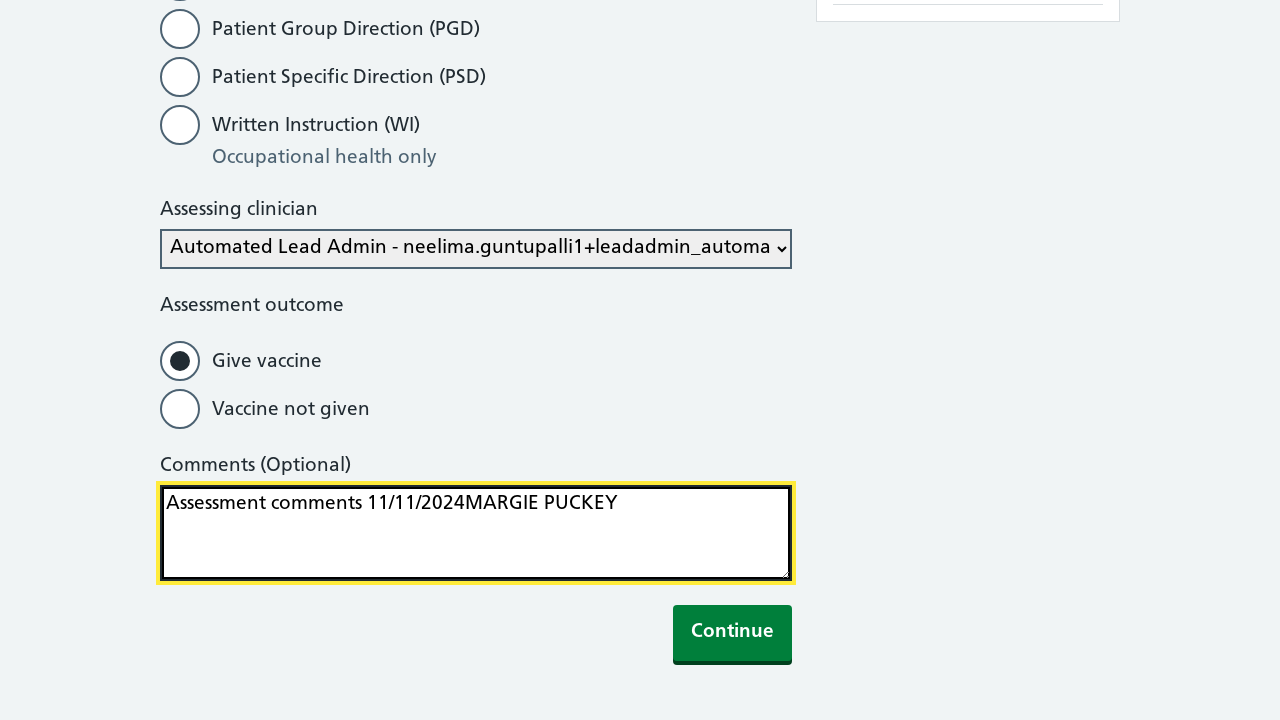 Patient Group Direction (PGD)
Patient Specific Direction (PSD)
Written Instruction (WI)
Occupational health only
Assessing clinician
Automated Lead Admin - neelima.guntupalli1+leadadmin_automa
Assessment outcome
Give vaccine
Vaccine not given
Comments (Optional)
Assessment comments 11/11/2024MARGIE PUCKEY
Continue